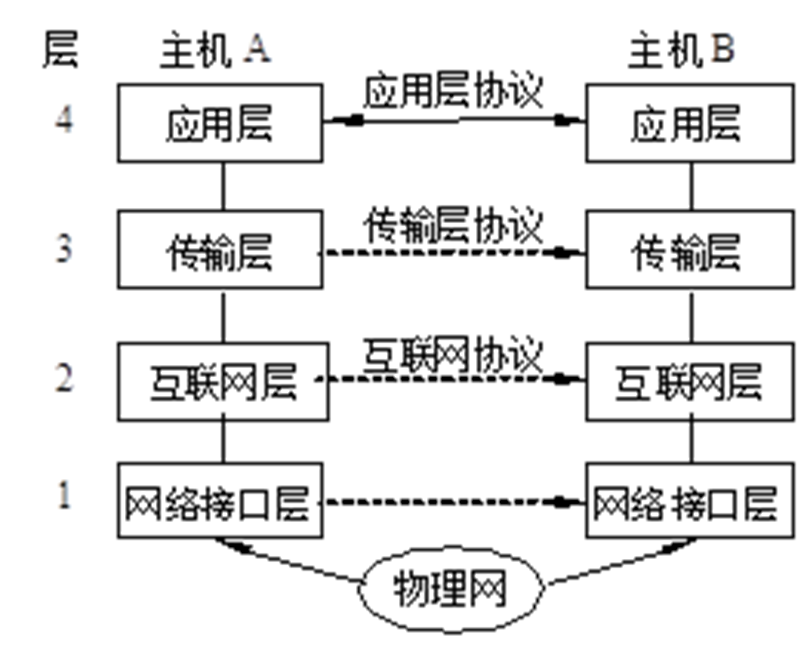 层 主机 A 主机 B
应用层协议
4 应用层 应用层
传输层协议
3 传输层 传输层
互联网协议
2 互联网层 互联网层
1 网络接口层 网络接口层
物理网